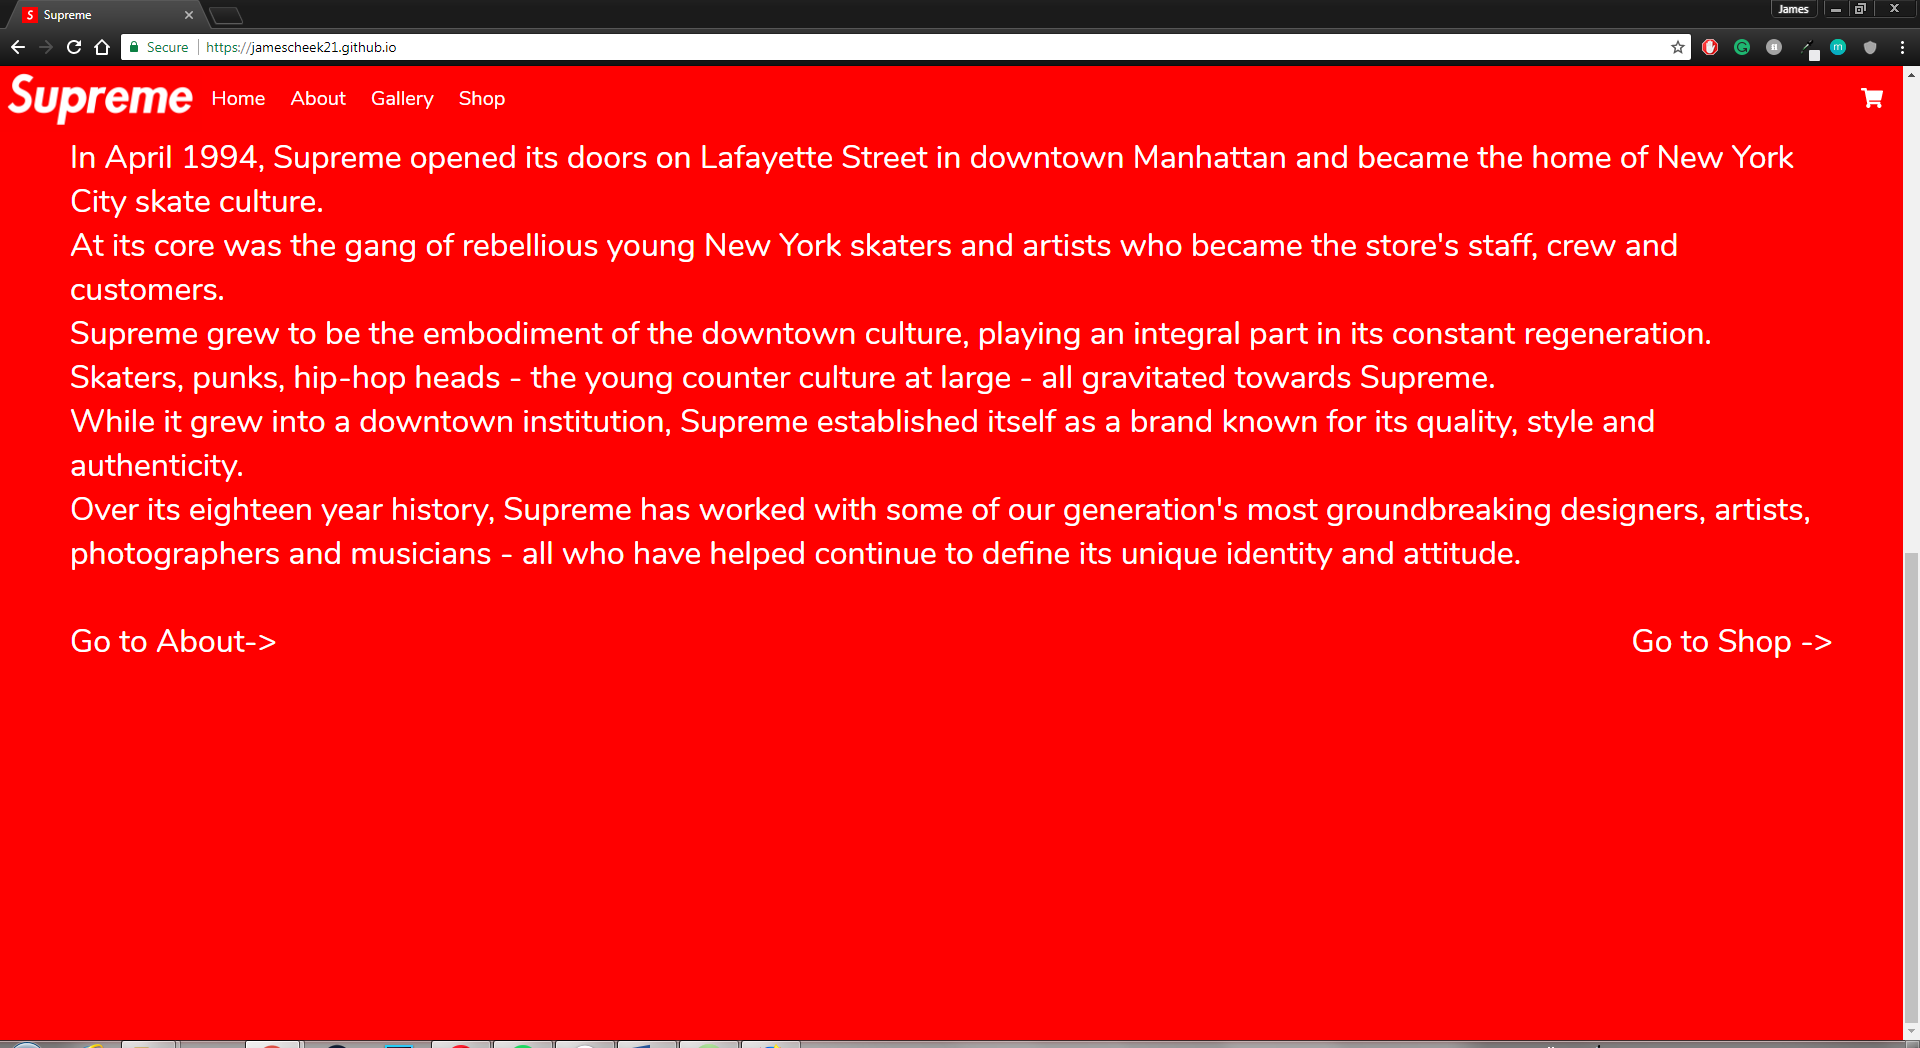 Supreme
James
Secure
https://jamescheek21.github.io
Supreme Home About Gallery Shop
In April 1994, Supreme opened its doors on Lafayette Street in downtown Manhattan and became the home of New York
City skate culture.
At its core was the gang of rebellious young New York skaters and artists who became the store's staff, crew and
customers.
Supreme grew to be the embodiment of the downtown culture, playing an integral part in its constant regeneration.
Skaters, punks, hip-hop heads - the young counter culture at large - all gravitated towards Supreme.
While it grew into a downtown institution, Supreme established itself as a brand known for its quality, style and
authenticity.
Over its eighteen year history, Supreme has worked with some of our generation's most groundbreaking designers, artists,
photographers and musicians - all who have helped continue to define its unique identity and attitude.
Go to About->
Go to Shop ->